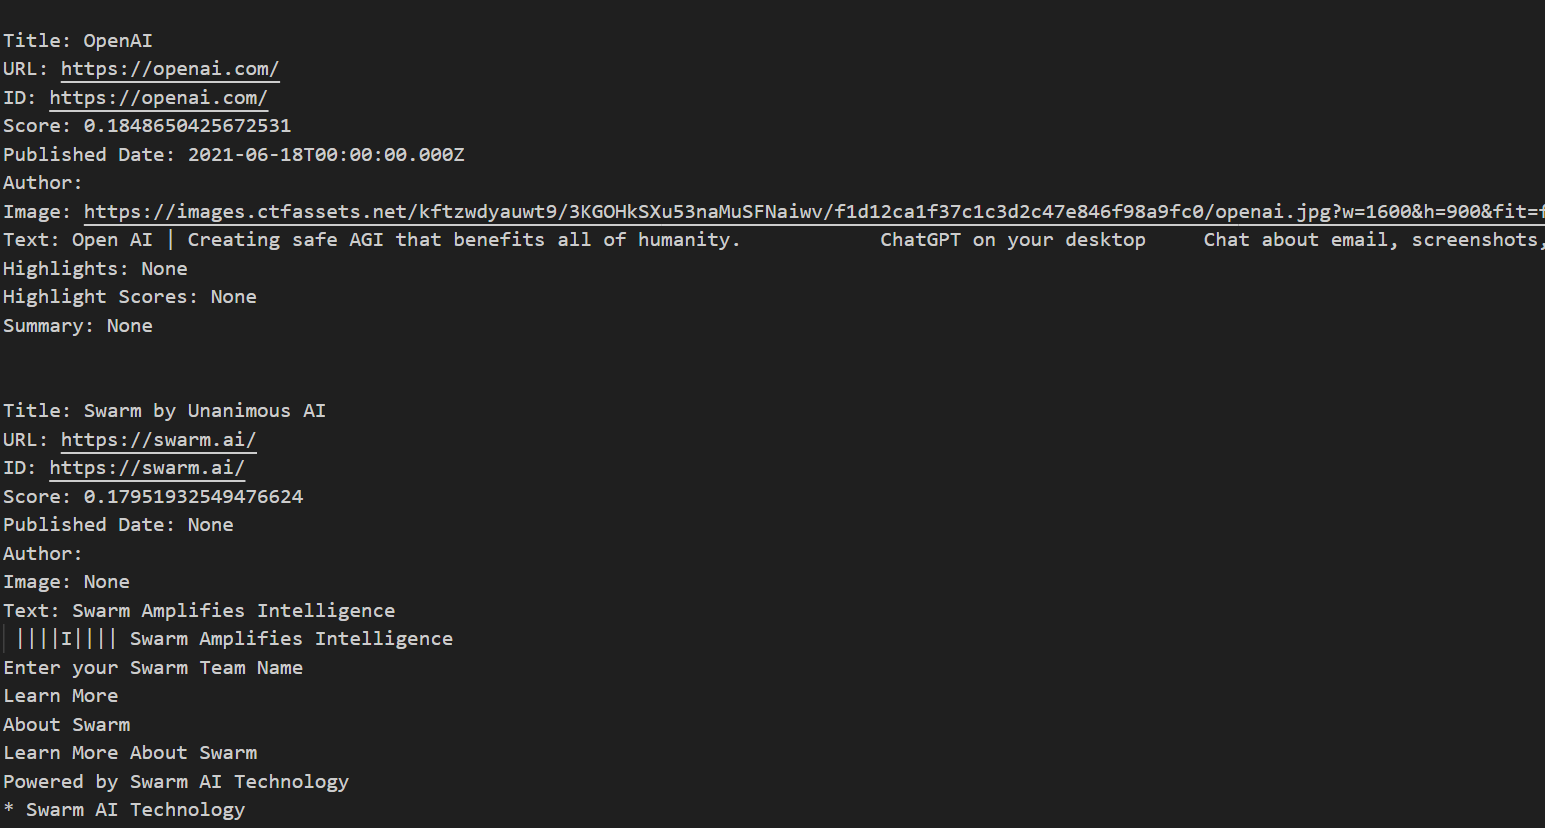 Title: OpenAI
URL: https://openai.com/
ID: https://openai.com/
Score: 0.1848650425672531
Published Date: 2021-06-18T00:00:00.000Z
Author:
Image: https://images.ctfassets.net/kftzwdyauwt9/3KGOHkSXu53naMuSFNaiwv/f1d12ca1f37c1c3d2c47e846f98a9fc0/openai.jpg?w=1600&h=900&fit=f
Text: Open AI | Creating safe AGI that benefits all of humanity. ChatGPT on your desktop Chat about email, screenshots,
Highlights: None
Highlight Scores: None
Summary: None
Title: Swarm by Unanimous AI
URL: https://swarm.ai/
ID: https://swarm.ai/
Score: 0.17951932549476624
Published Date: None
Author:
Image: None
Text: Swarm Amplifies Intelligence
||||I|||| Swarm Amplifies Intelligence
Enter your Swarm Team Name
Learn More
About Swarm
Learn More About Swarm
Powered by Swarm AI Technology
* Swarm AI Technology